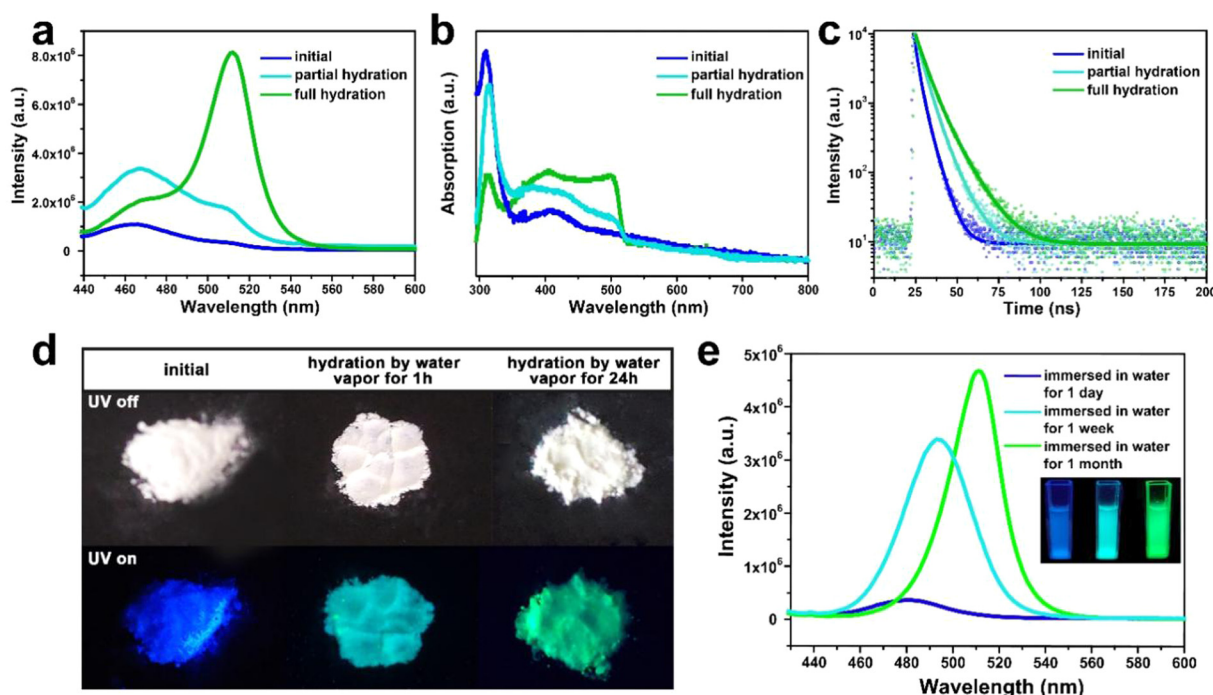 a
8.0x10⁶
6.0x10⁶
4.0x10⁶
2.0x10⁶
0
Intensity (a.u.)
initial
partial hydration
full hydration
440 460 480 500 520 540 560 580 600
Wavelength (nm)
b
Absorption (a.u.)
initial
partial hydration
full hydration
300 400 500 600 700 800
Wavelength (nm)
c
10⁴
10³
10²
10¹
Intensity (a.u.)
initial
partial hydration
full hydration
0 25 50 75 100 125 150 175 200
Time (ns)
d
initial
hydration by water
vapor for 1h
hydration by water
vapor for 24h
UV off
UV on
e
5x10⁶
4x10⁶
3x10⁶
2x10⁶
1x10⁶
0
Intensity (a.u.)
immersed in water
for 1 day
immersed in water
for 1 week
immersed in water
for 1 month
440 460 480 500 520 540 560 580 600
Wavelength (nm)